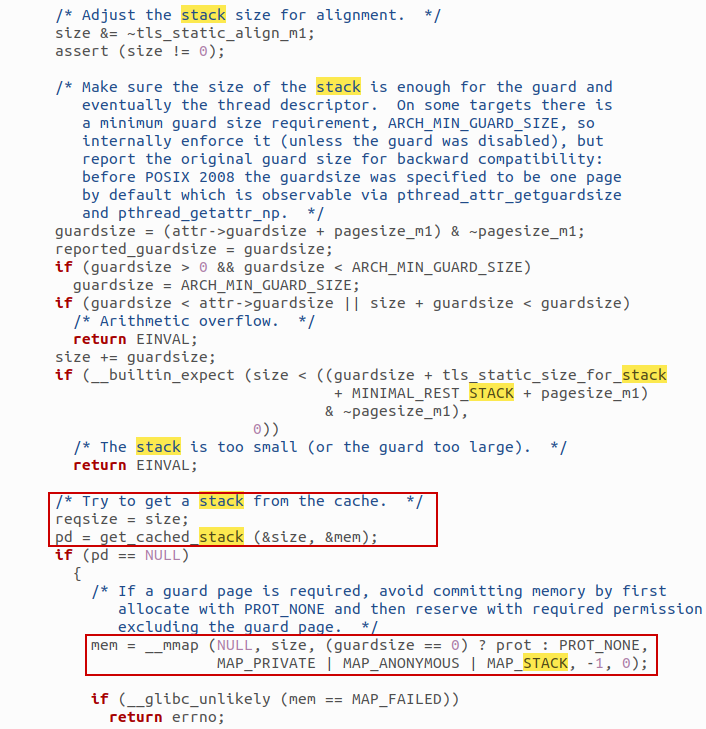 /* Adjust the stack size for alignment.  */
size &= ~tls_static_align_m1;
assert (size != 0);
/* Make sure the size of the stack is enough for the guard and
eventually the thread descriptor.  On some targets there is
a minimum guard size requirement, ARCH_MIN_GUARD_SIZE, so
internally enforce it (unless the guard was disabled), but
report the original guard size for backward compatibility:
before POSIX 2008 the guardsize was specified to be one page
by default which is observable via pthread_attr_getguardsize
and pthread_getattr_np.  */
guardsize = (attr->guardsize + pagesize_m1) & ~pagesize_m1;
reported_guardsize = guardsize;
if (guardsize > 0 && guardsize < ARCH_MIN_GUARD_SIZE)
guardsize = ARCH_MIN_GUARD_SIZE;
if (guardsize < attr->guardsize || size + guardsize < guardsize)
/* Arithmetic overflow.  */
return EINVAL;
size += guardsize;
if (__builtin_expect (size < ((guardsize + tls_static_size_for_stack
+ MINIMAL_REST_STACK + pagesize_m1)
& ~pagesize_m1),
0))
/* The stack is too small (or the guard too large).  */
return EINVAL;
/* Try to get a stack from the cache.  */
reqsize = size;
pd = get_cached_stack (&size, &mem);
if (pd == NULL)
{
/* If a guard page is required, avoid committing memory by first
allocate with PROT_NONE and then reserve with required permission
excluding the guard page.  */
mem = __mmap (NULL, size, (guardsize == 0) ? prot : PROT_NONE,
MAP_PRIVATE | MAP_ANONYMOUS | MAP_STACK, -1, 0);
if (__glibc_unlikely (mem == MAP_FAILED))
return errno;